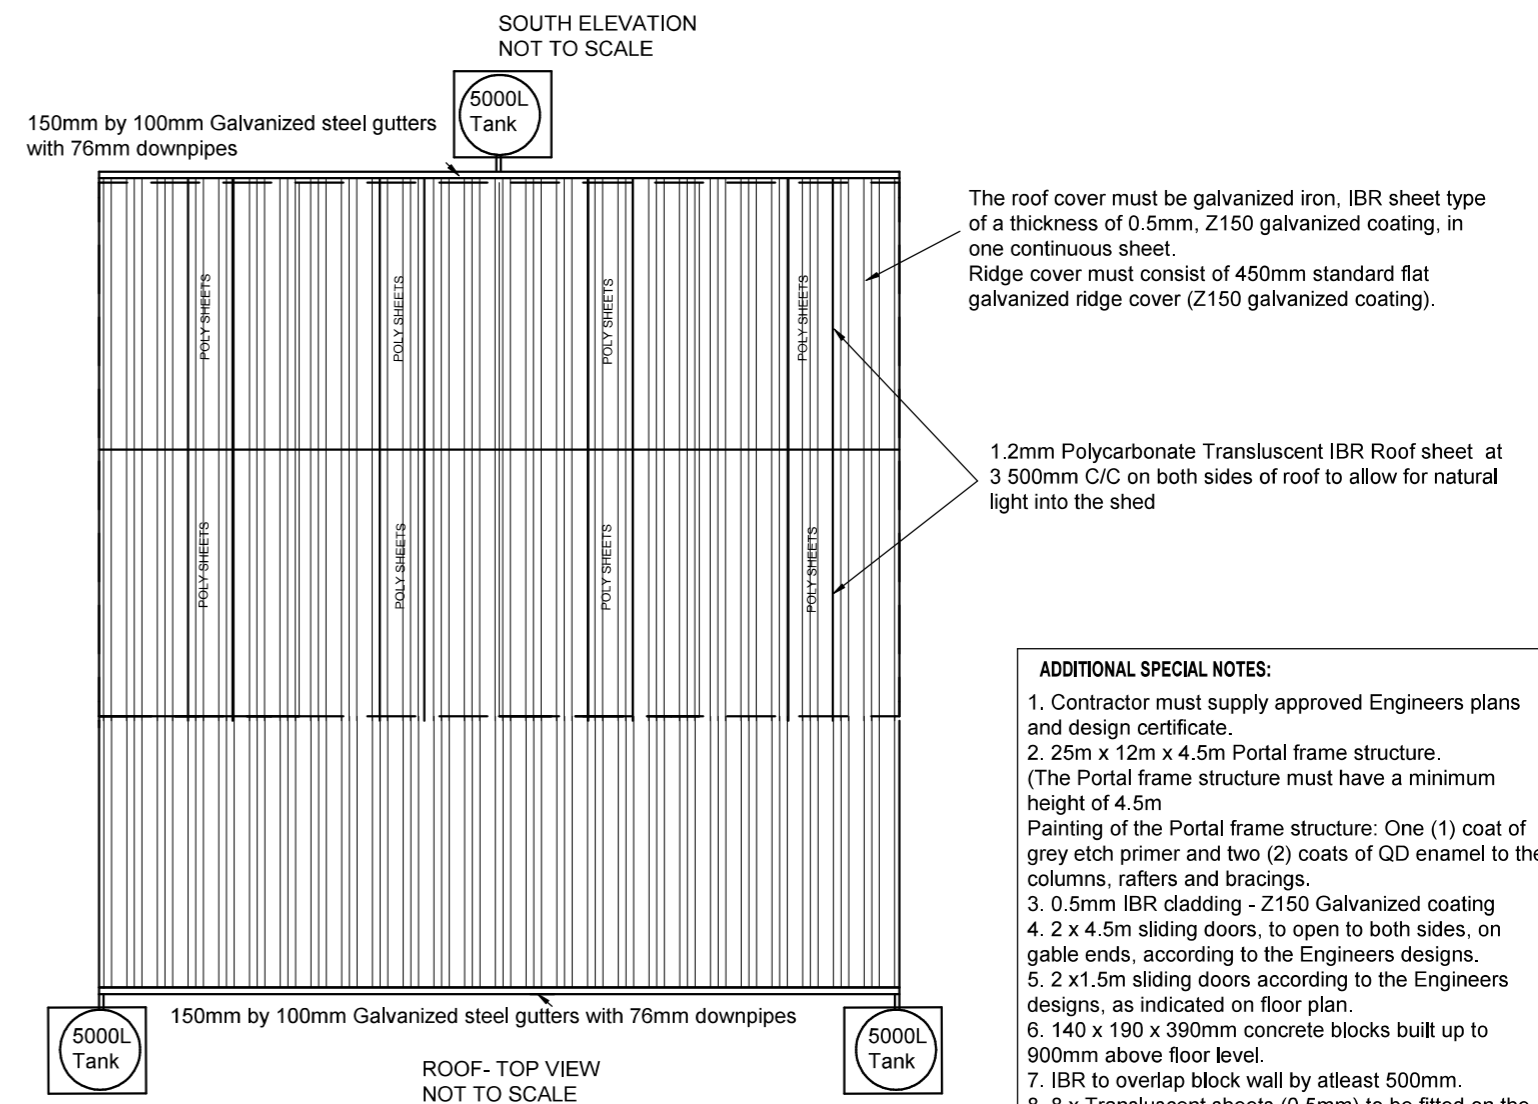 SOUTH ELEVATION
NOT TO SCALE
5000L
Tank
150mm by 100mm Galvanized steel gutters
with 76mm downpipes
The roof cover must be galvanized iron, IBR sheet type
of a thickness of 0.5mm, Z150 galvanized coating, in
one continuous sheet.
Ridge cover must consist of 450mm standard flat
galvanized ridge cover (Z150 galvanized coating).
POLY SHEETS
POLY SHEETS
POLY SHEETS
POLY SHEETS
1.2mm Polycarbonate Transluscent IBR Roof sheet at
3 500mm C/C on both sides of roof to allow for natural
light into the shed
POLY SHEETS
POLY SHEETS
POLY SHEETS
POLY SHEETS
150mm by 100mm Galvanized steel gutters with 76mm downpipes
5000L
Tank
5000L
Tank
ROOF- TOP VIEW
NOT TO SCALE
ADDITIONAL SPECIAL NOTES:
1. Contractor must supply approved Engineers plans
and design certificate.
2. 25m x 12m x 4.5m Portal frame structure.
(The Portal frame structure must have a minimum
height of 4.5m
Painting of the Portal frame structure: One (1) coat of
grey etch primer and two (2) coats of QD enamel to the
columns, rafters and bracings.
3. 0.5mm IBR cladding - Z150 Galvanized coating
4. 2 x 4.5m sliding doors, to open to both sides, on
gable ends, according to the Engineers designs.
5. 2 x1.5m sliding doors according to the Engineers
designs, as indicated on floor plan.
6. 140 x 190 x 390mm concrete blocks built up to
900mm above floor level.
7. IBR to overlap block wall by atleast 500mm.
8. 8 x Transluscent sheets (0.5mm) to be fitted on the